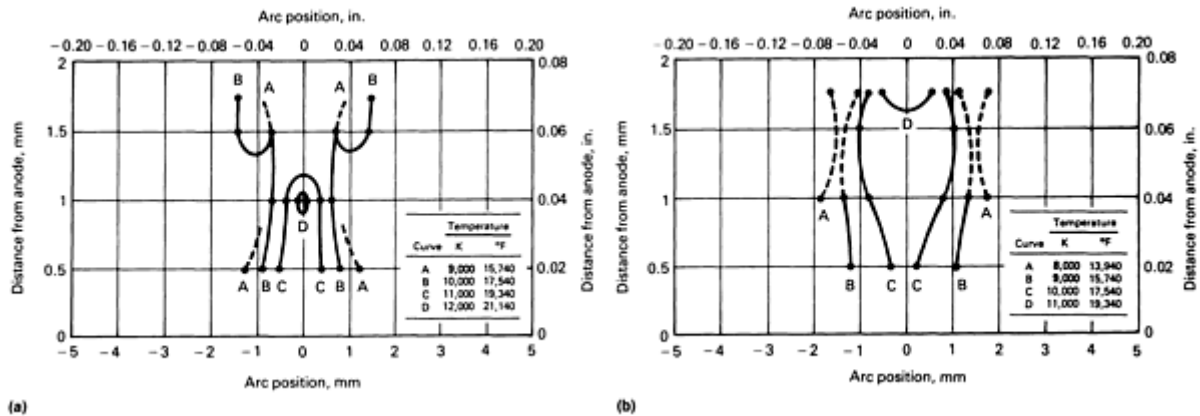 Arc position, in.
−0.20 −0.16 −0.12 −0.08 −0.04 0 0.04 0.08 0.12 0.16 0.20
2
1.5
1
0.5
0
Distance from anode, mm
0.08
0.06
0.04
0.02
0
Distance from anode, in.
B A A B
D
A B C C B A
Temperature
Curve K °F
A 9,000 15,740
B 10,000 17,540
C 11,000 19,340
D 12,000 21,140
−5 −4 −3 −2 −1 0 1 2 3 4 5
Arc position, mm
(a)
Arc position, in.
−0.20 −0.16 −0.12 −0.08 −0.04 0 0.04 0.08 0.12 0.16 0.20
2
1.5
1
0.5
0
Distance from anode, mm
0.08
0.06
0.04
0.02
0
Distance from anode, in.
D
A A
B C C B
Temperature
Curve K °F
A 8,000 13,940
B 9,000 15,740
C 10,000 17,540
D 11,000 19,340
−5 −4 −3 −2 −1 0 1 2 3 4 5
Arc position, mm
(b)